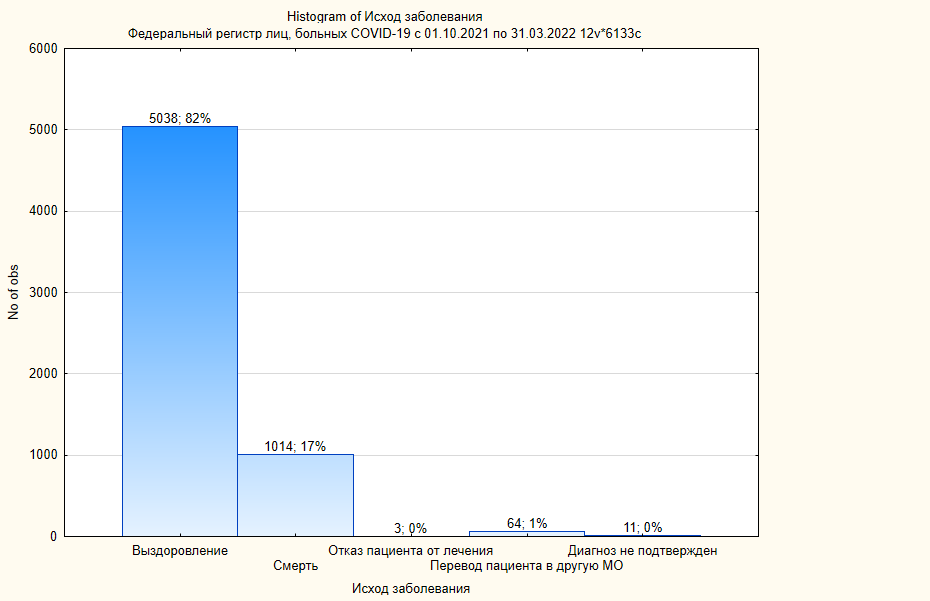 Histogram of Исход заболевания
Федеральный регистр лиц, больных COVID-19 с 01.10.2021 по 31.03.2022 12v*6133c
6000
5000
4000
3000
2000
1000
0
No of obs
5038; 82%
1014; 17%
3; 0%
64; 1%
11; 0%
Выздоровление
Смерть
Отказ пациента от лечения
Перевод пациента в другую МО
Диагноз не подтвержден
Исход заболевания